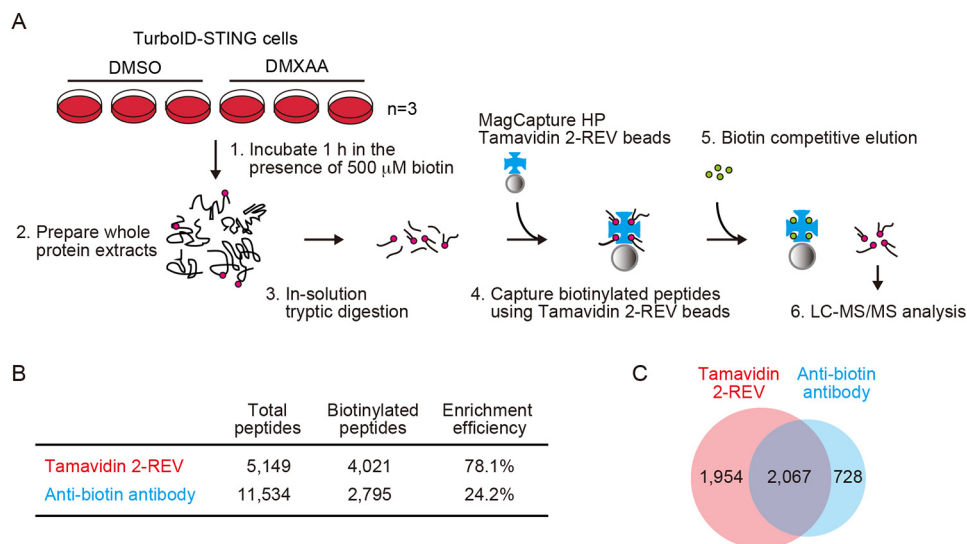 A
TurboID-STING cells
DMSO
DMXAA
n=3
1. Incubate 1 h in the
presence of 500 μM biotin
2. Prepare whole
protein extracts
3. In-solution
tryptic digestion
MagCapture HP
Tamavidin 2-REV beads
4. Capture biotinylated peptides
using Tamavidin 2-REV beads
5. Biotin competitive elution
6. LC-MS/MS analysis
B
Total
peptides
Biotinylated
peptides
Enrichment
efficiency
Tamavidin 2-REV 5,149 4,021 78.1%
Anti-biotin antibody 11,534 2,795 24.2%
C
Tamavidin
2-REV
Anti-biotin
antibody
1,954 2,067 728